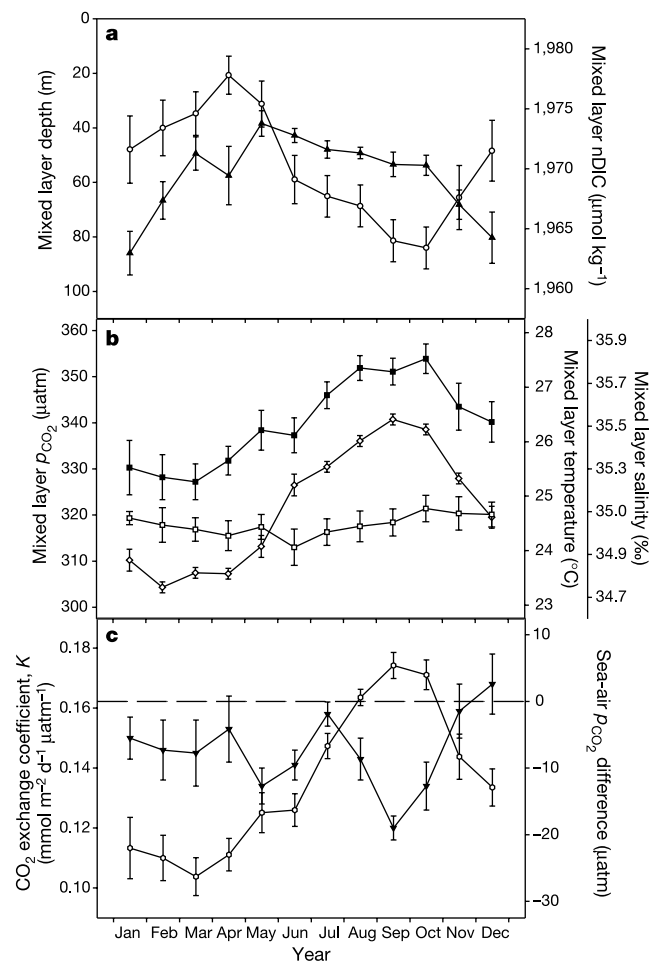 a
0
20
40
60
80
100
Mixed layer depth (m)
1,980
1,975
1,970
1,965
1,960
Mixed layer nDIC (μmol kg⁻¹)
b
360
350
340
330
320
310
300
Mixed layer pCO₂ (μatm)
28
27
26
25
24
23
Mixed layer temperature (°C)
35.9
35.6
35.5
35.3
35.0
34.9
34.7
Mixed layer salinity (‰)
c
0.18
0.16
0.14
0.12
0.10
CO₂ exchange coefficient, K
(mmol m⁻² d⁻¹ μatm⁻¹)
10
0
−10
−20
−30
Sea-air pCO₂ difference
(μatm)
Jan Feb Mar Apr May Jun Jul Aug Sep Oct Nov Dec
Year